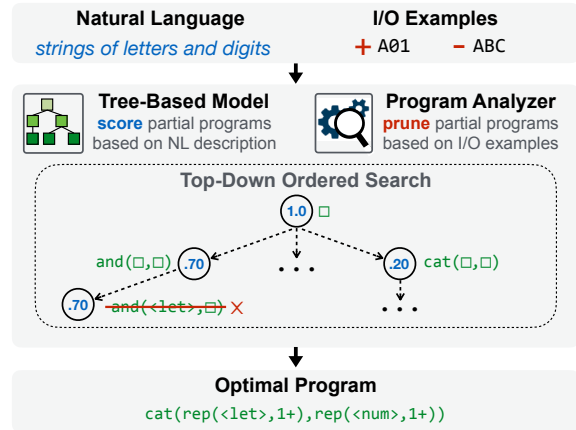 Natural Language
I/O Examples
strings of letters and digits
+ A01 − ABC
Tree-Based Model
score partial programs
based on NL description
Program Analyzer
prune partial programs
based on I/O examples
Top-Down Ordered Search
1.0 □
and(□,□) .70
...
.20 cat(□,□)
.70 and(<let>,□) X
...
Optimal Program
cat(rep(<let>,1+),rep(<num>,1+))